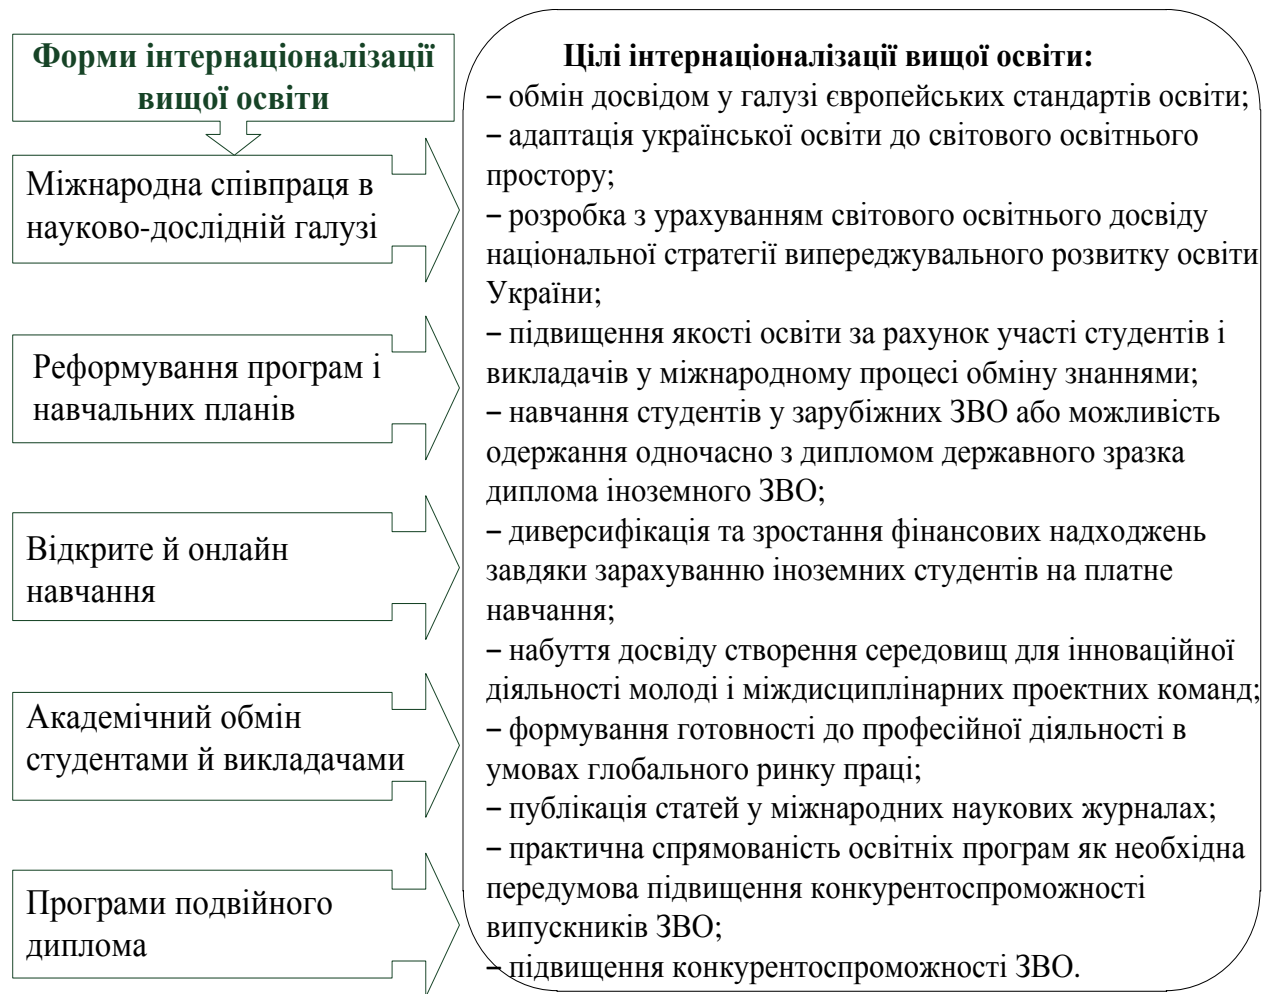 Форми інтернаціоналізації
вищої освіти
Міжнародна співпраця в
науково-дослідній галузі
Реформування програм і
навчальних планів
Відкрите й онлайн
навчання
Академічний обмін
студентами й викладачами
Програми подвійного
диплома
Цілі інтернаціоналізації вищої освіти:
– обмін досвідом у галузі європейських стандартів освіти;
– адаптація української освіти до світового освітнього
простору;
– розробка з урахуванням світового освітнього досвіду
національної стратегії випереджувального розвитку освіти
України;
– підвищення якості освіти за рахунок участі студентів і
викладачів у міжнародному процесі обміну знаннями;
– навчання студентів у зарубіжних ЗВО або можливість
одержання одночасно з дипломом державного зразка
диплома іноземного ЗВО;
– диверсифікація та зростання фінансових надходжень
завдяки зарахуванню іноземних студентів на платне
навчання;
– набуття досвіду створення середовищ для інноваційної
діяльності молоді і міждисциплінарних проектних команд;
– формування готовності до професійної діяльності в
умовах глобального ринку праці;
– публікація статей у міжнародних наукових журналах;
– практична спрямованість освітніх програм як необхідна
передумова підвищення конкурентоспроможності
випускників ЗВО;
– підвищення конкурентоспроможності ЗВО.